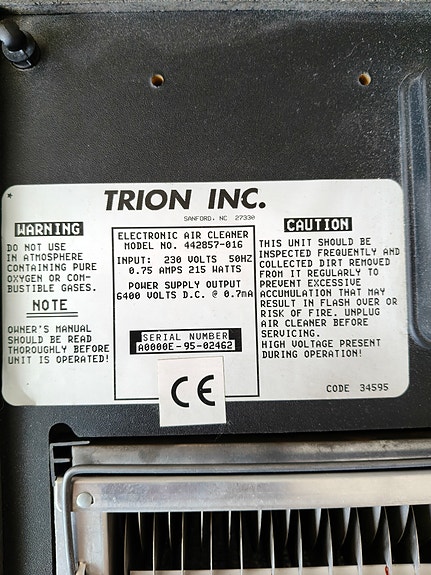 TRION INC.
SANFORD, NC 27330
WARNING
DO NOT USE
IN ATMOSPHERE
CONTAINING PURE
OXYGEN OR COM-
BUSTIBLE GASES.
NOTE
OWNER'S MANUAL
SHOULD BE READ
THOROUGHLY BEFORE
UNIT IS OPERATED!
ELECTRONIC AIR CLEANER
MODEL NO. 442857-016
INPUT: 230 VOLTS 50HZ
0.75 AMPS 215 WATTS
POWER SUPPLY OUTPUT
6400 VOLTS D.C. @ 0.7mA
SERIAL NUMBER
A0000E-95-02462
CE
CAUTION
THIS UNIT SHOULD BE
INSPECTED FREQUENTLY AND
COLLECTED DIRT REMOVED
FROM IT REGULARLY TO
PREVENT EXCESSIVE
ACCUMULATION THAT MAY
RESULT IN FLASH OVER OR
RISK OF FIRE. UNPLUG
AIR CLEANER BEFORE
SERVICING.
HIGH VOLTAGE PRESENT
DURING OPERATION!
CODE 34595